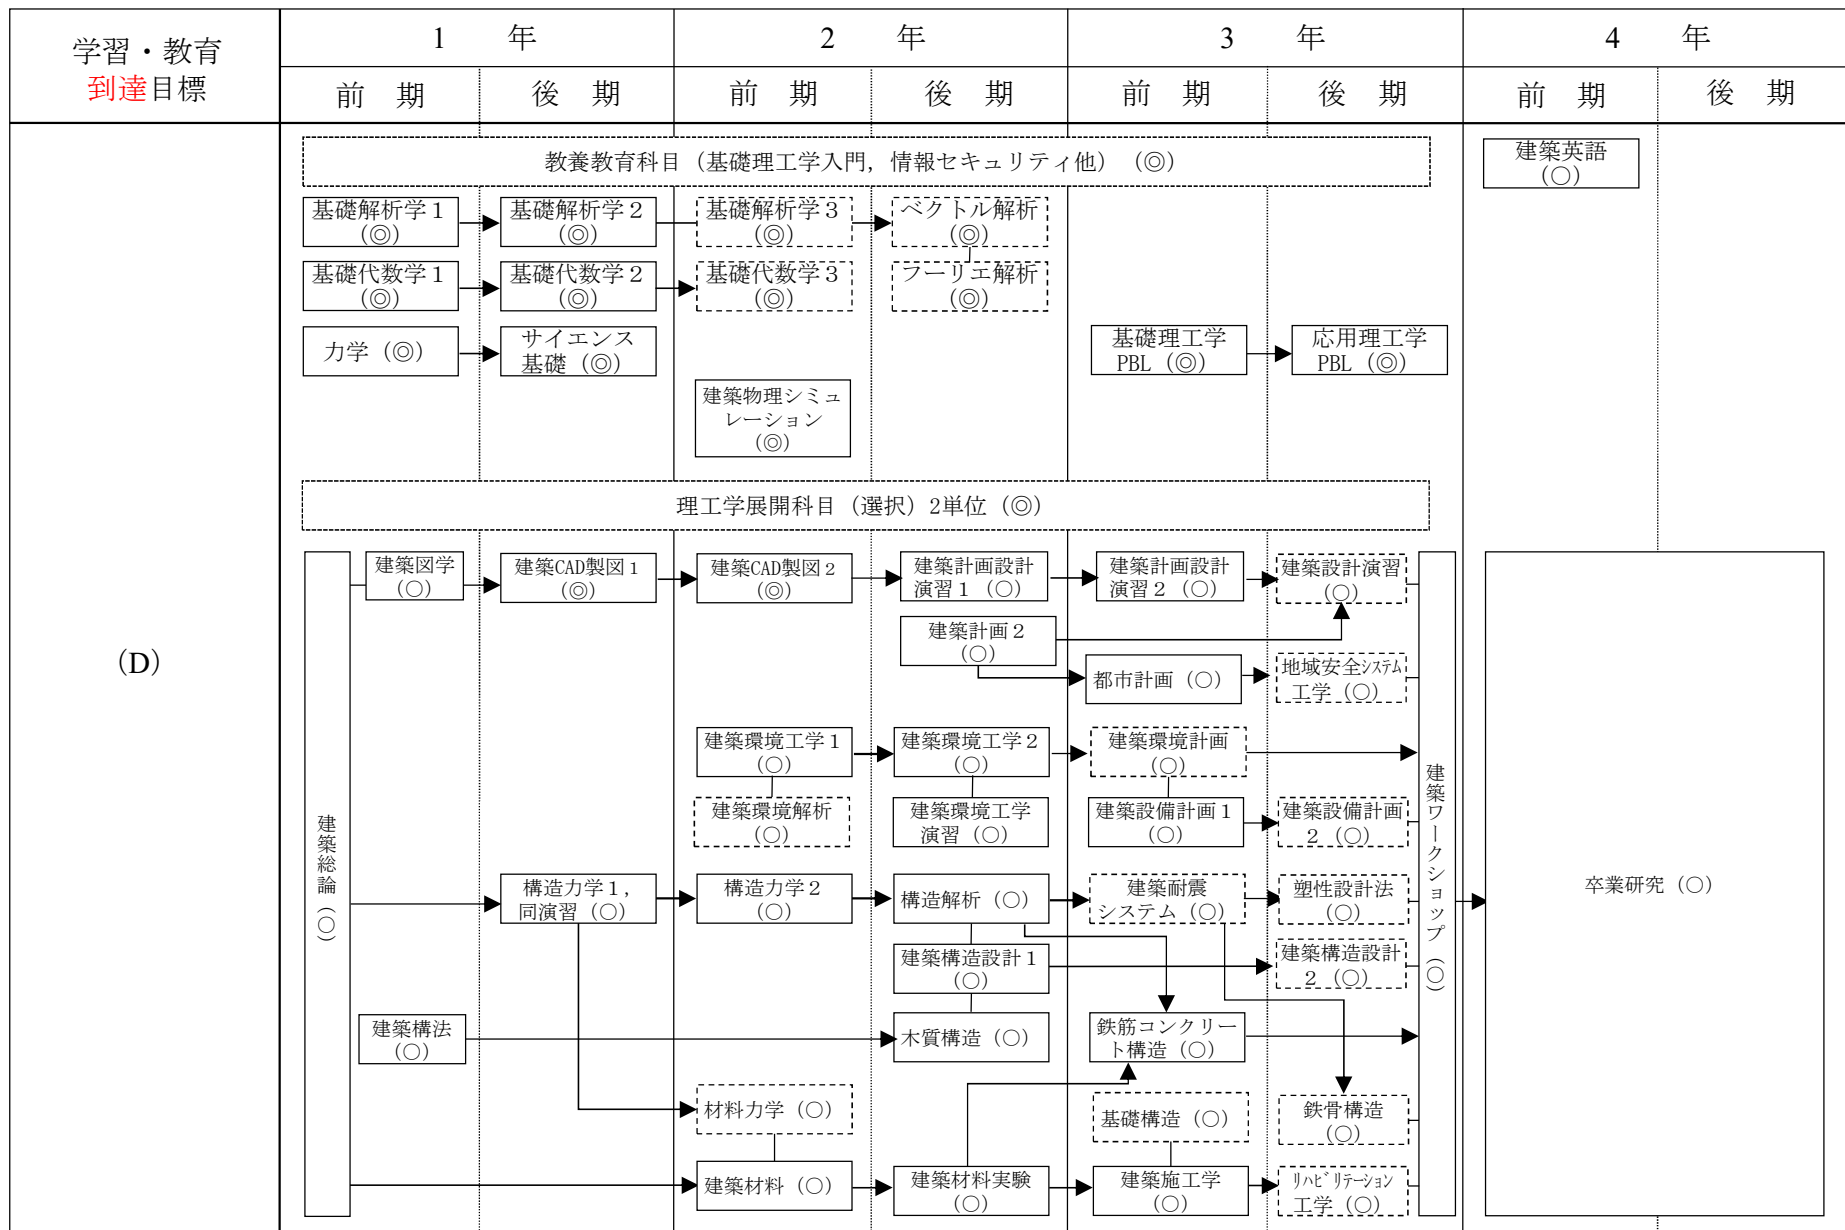 学習・教育
到達目標
1 年
2 年
3 年
4 年
前 期
後 期
前 期
後 期
前 期
後 期
前 期
後 期
(D)
教養教育科目（基礎理工学入門，情報セキュリティ他）（◎）
建築英語
（○）
基礎解析学１
（◎）
基礎解析学２
（◎）
基礎解析学３
（◎）
ベクトル解析
（◎）
基礎代数学１
（◎）
基礎代数学２
（◎）
基礎代数学３
（◎）
フーリエ解析
（◎）
力学（◎）
サイエンス
基礎（◎）
基礎理工学
PBL（◎）
応用理工学
PBL（◎）
建築物理シミュ
レーション
（◎）
理工学展開科目（選択）2単位（◎）
建築総論（○）
建築図学
（○）
建築CAD製図１
（◎）
建築CAD製図２
（◎）
建築計画設計
演習１（○）
建築計画設計
演習２（○）
建築設計演習
（○）
建築計画２
（○）
都市計画（○）
地域安全ｼｽﾃﾑ
工学（○）
建築環境工学１
（○）
建築環境工学２
（○）
建築環境計画
（○）
建築環境解析
（○）
建築環境工学
演習（○）
建築設備計画１
（○）
建築設備計画
２（○）
構造力学１，
同演習（○）
構造力学２
（○）
構造解析（○）
建築耐震
システム（○）
塑性設計法
（○）
建築構造設計１
（○）
建築構造設計
２（○）
建築構法
（○）
木質構造（○）
鉄筋コンクリー
ト構造（○）
材料力学（○）
基礎構造（○）
鉄骨構造
（○）
建築材料（○）
建築材料実験
（○）
建築施工学
（○）
ﾘﾊﾋﾞﾘﾃｰｼｮﾝ
工学（○）
建築ワークショップ（○）
卒業研究（○）